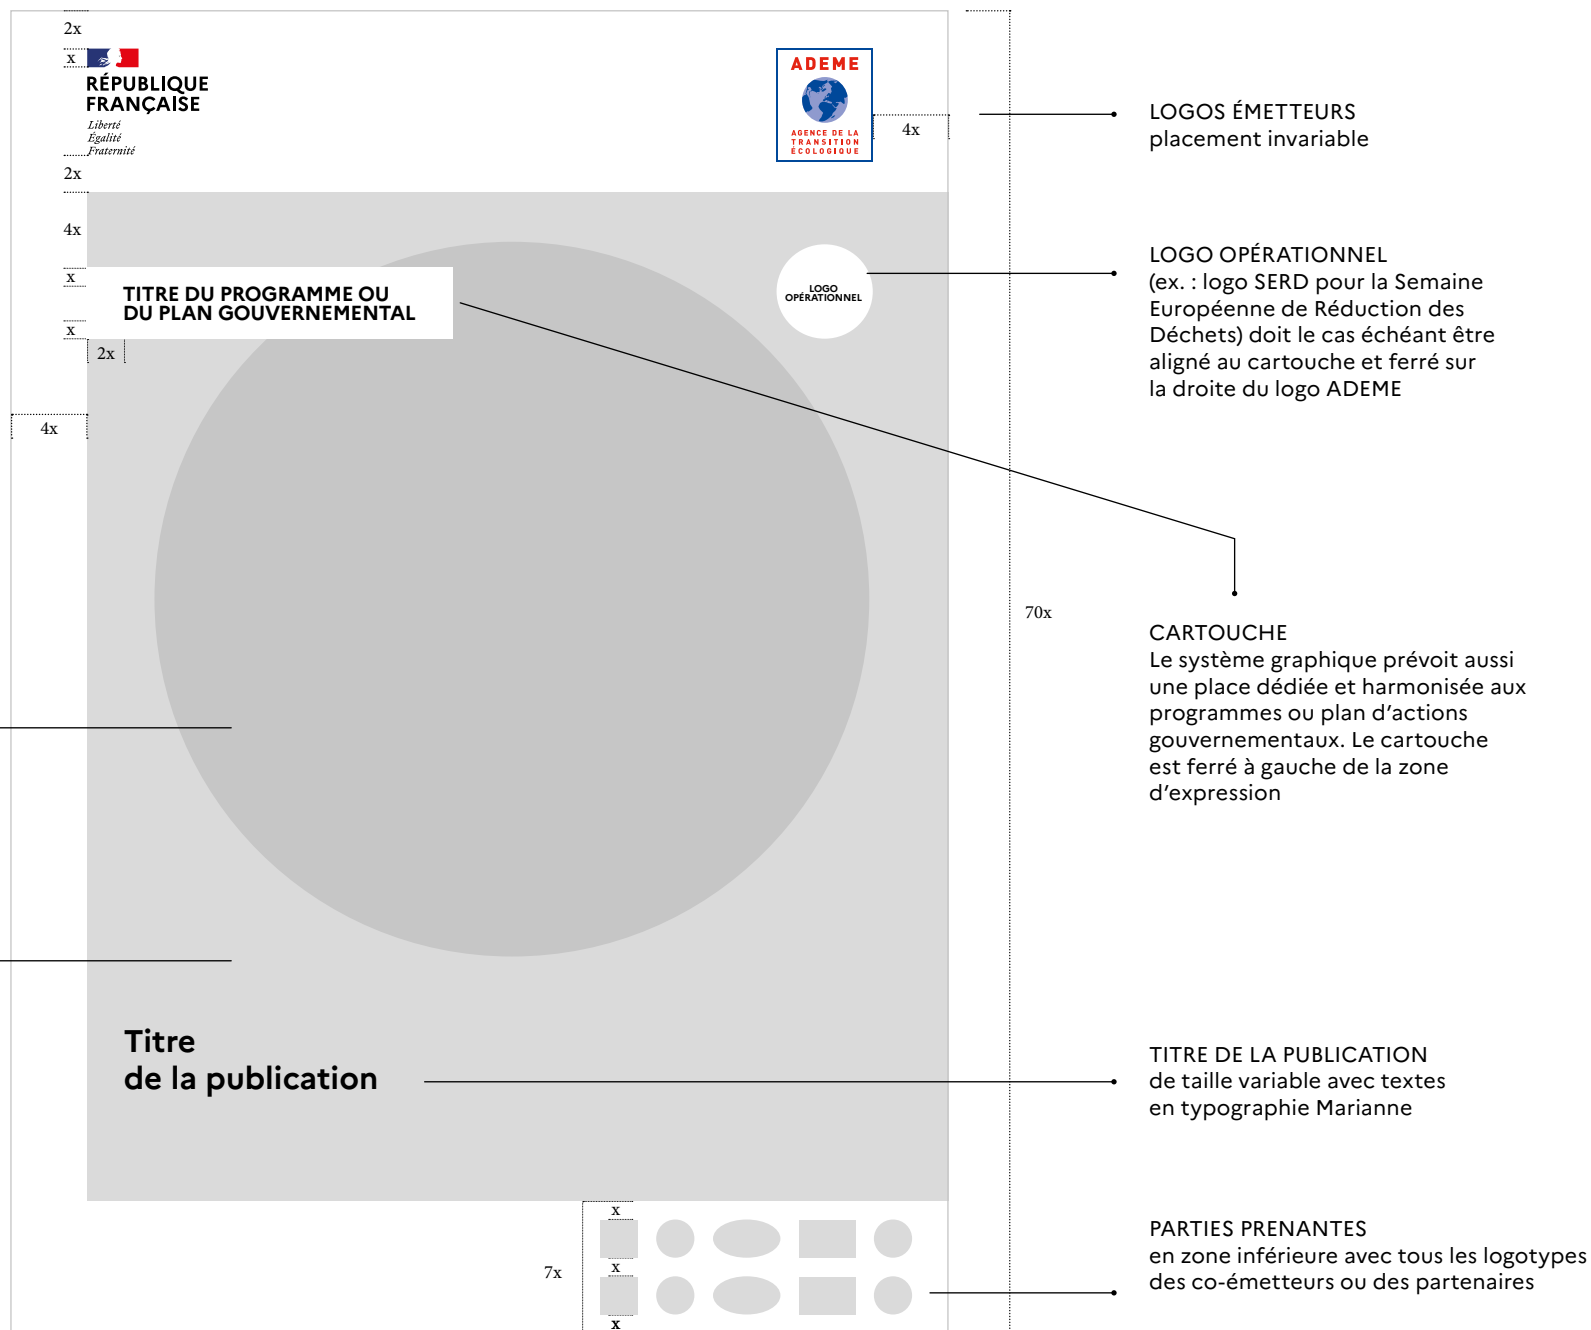 2x
x
RÉPUBLIQUE
FRANÇAISE
Liberté
Égalité
Fraternité
2x
ADEME
AGENCE DE LA
TRANSITION
ÉCOLOGIQUE
4x
LOGOS ÉMETTEURS
placement invariable
4x
x
TITRE DU PROGRAMME OU
DU PLAN GOUVERNEMENTAL
x
2x
4x
LOGO
OPÉRATIONNEL
LOGO OPÉRATIONNEL
(ex. : logo SERD pour la Semaine
Européenne de Réduction des
Déchets) doit le cas échéant être
aligné au cartouche et ferré sur
la droite du logo ADEME
70x
CARTOUCHE
Le système graphique prévoit aussi
une place dédiée et harmonisée aux
programmes ou plan d’actions
gouvernementaux. Le cartouche
est ferré à gauche de la zone
d’expression
Titre
de la publication
TITRE DE LA PUBLICATION
de taille variable avec textes
en typographie Marianne
x
7x
x
x
PARTIES PRENANTES
en zone inférieure avec tous les logotypes
des co-émetteurs ou des partenaires